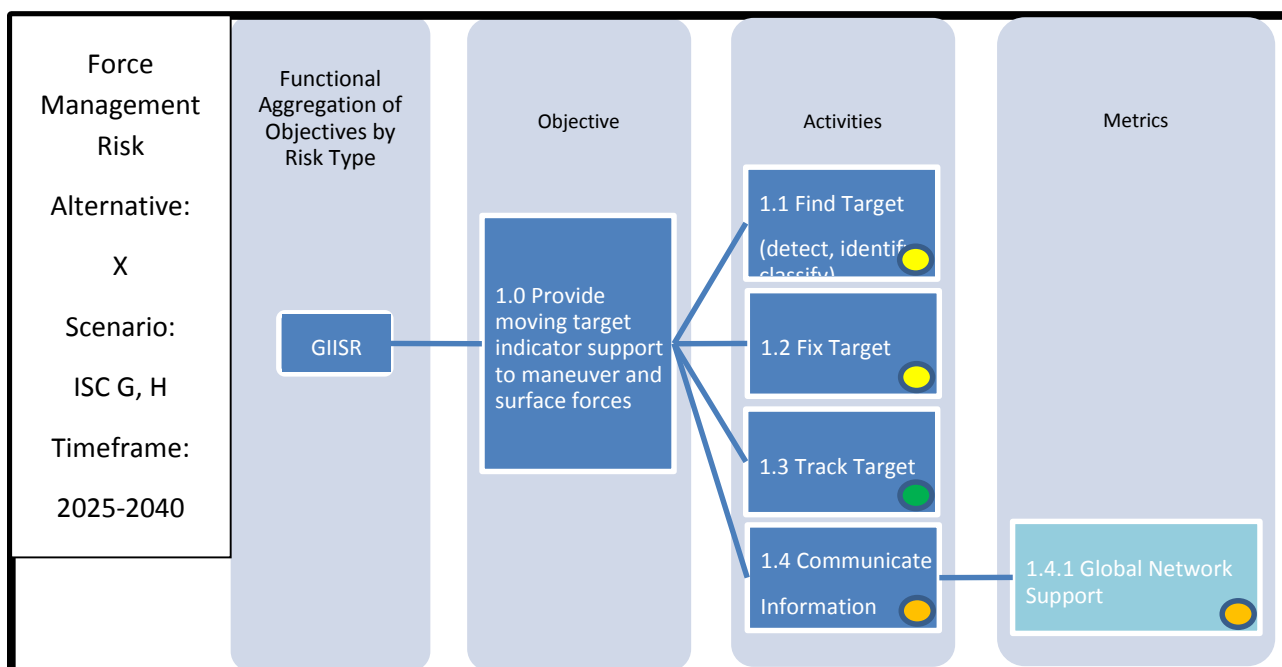 Force
Management
Risk
Alternative:
X
Scenario:
ISC G, H
Timeframe:
2025-2040
Functional
Aggregation of
Objectives by
Risk Type
Objective
Activities
Metrics
GIISR
1.0 Provide
moving target
indicator support
to maneuver and
surface forces
1.1 Find Target
(detect, identify
classify)
1.2 Fix Target
1.3 Track Target
1.4 Communicate
Information
1.4.1 Global Network
Support